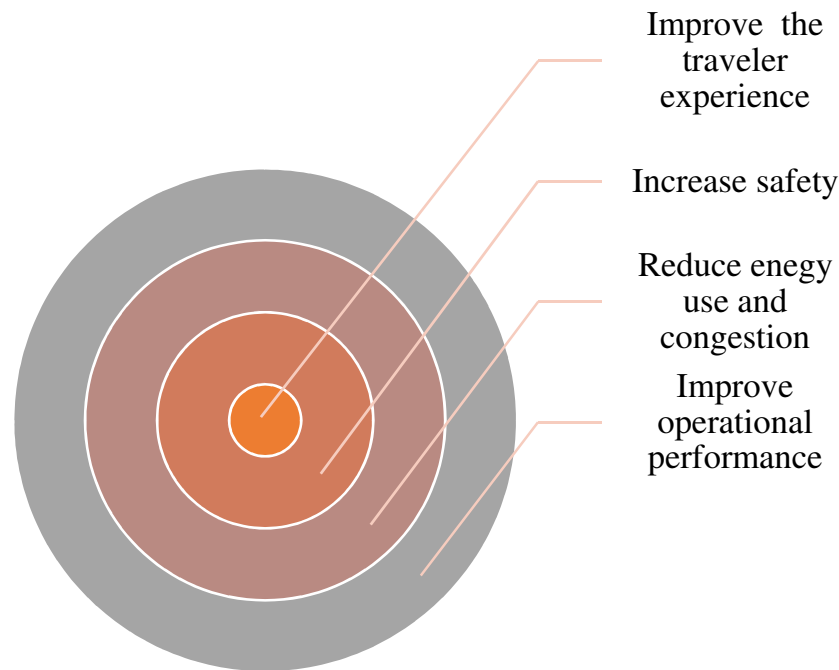 Improve the
traveler
experience
Increase safety
Reduce enegy
use and
congestion
Improve
operational
performance